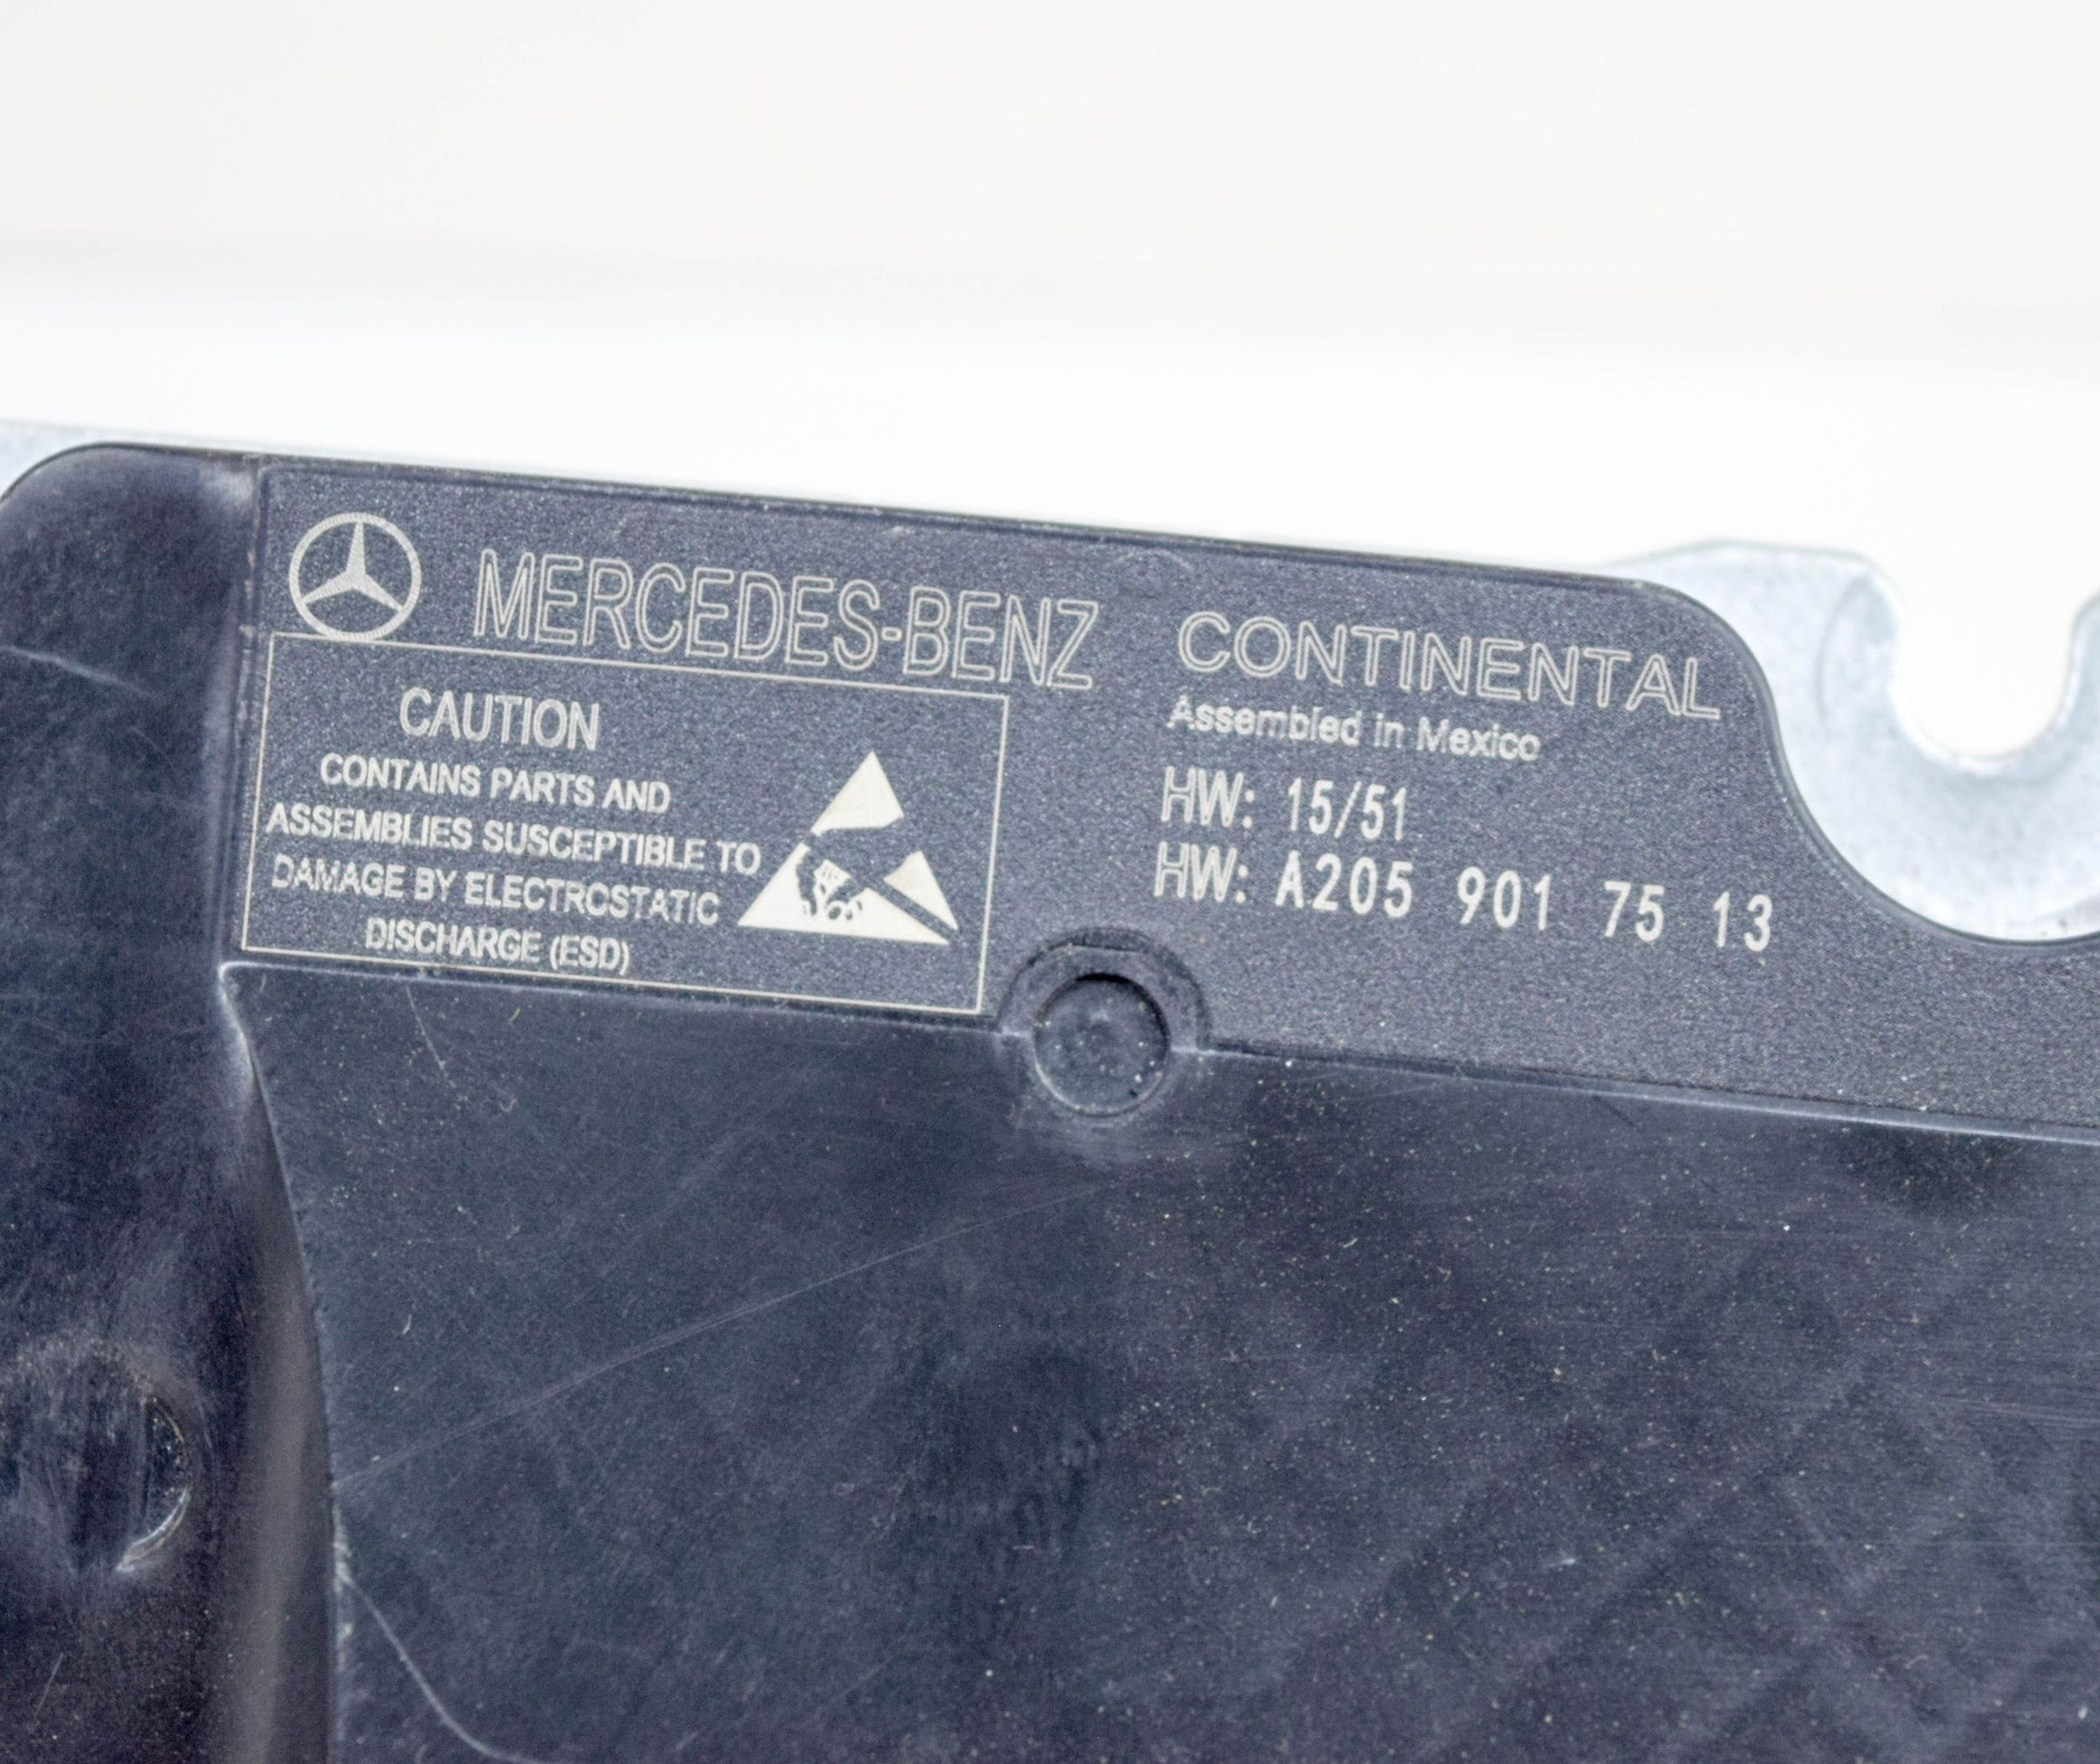 MERCEDES-BENZ
CAUTION
CONTAINS PARTS AND
ASSEMBLIES SUSCEPTIBLE TO
DAMAGE BY ELECTROSTATIC
DISCHARGE (ESD)
CONTINENTAL
Assembled in Mexico
HW: 15/51
HW: A205 901 75 13